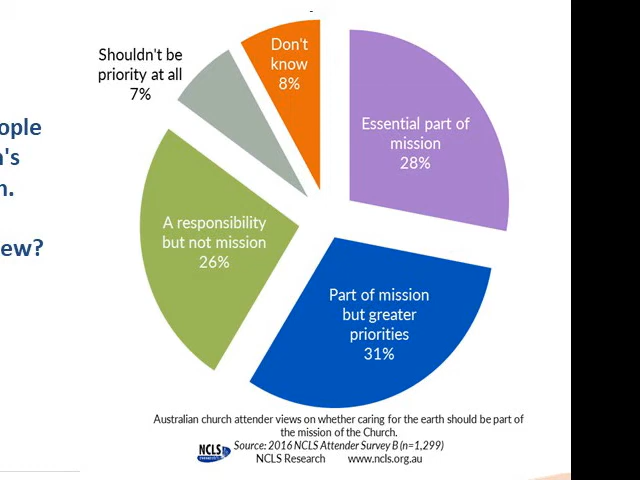 Don't
know
8%
Shouldn't be
priority at all
7%
Essential part of
mission
28%
A responsibility
but not mission
26%
Part of mission
but greater
priorities
31%
Australian church attender views on whether caring for the earth should be part of
the mission of the Church.
Source: 2016 NCLS Attender Survey B (n=1,299)
NCLS
NCLS Research www.ncls.org.au